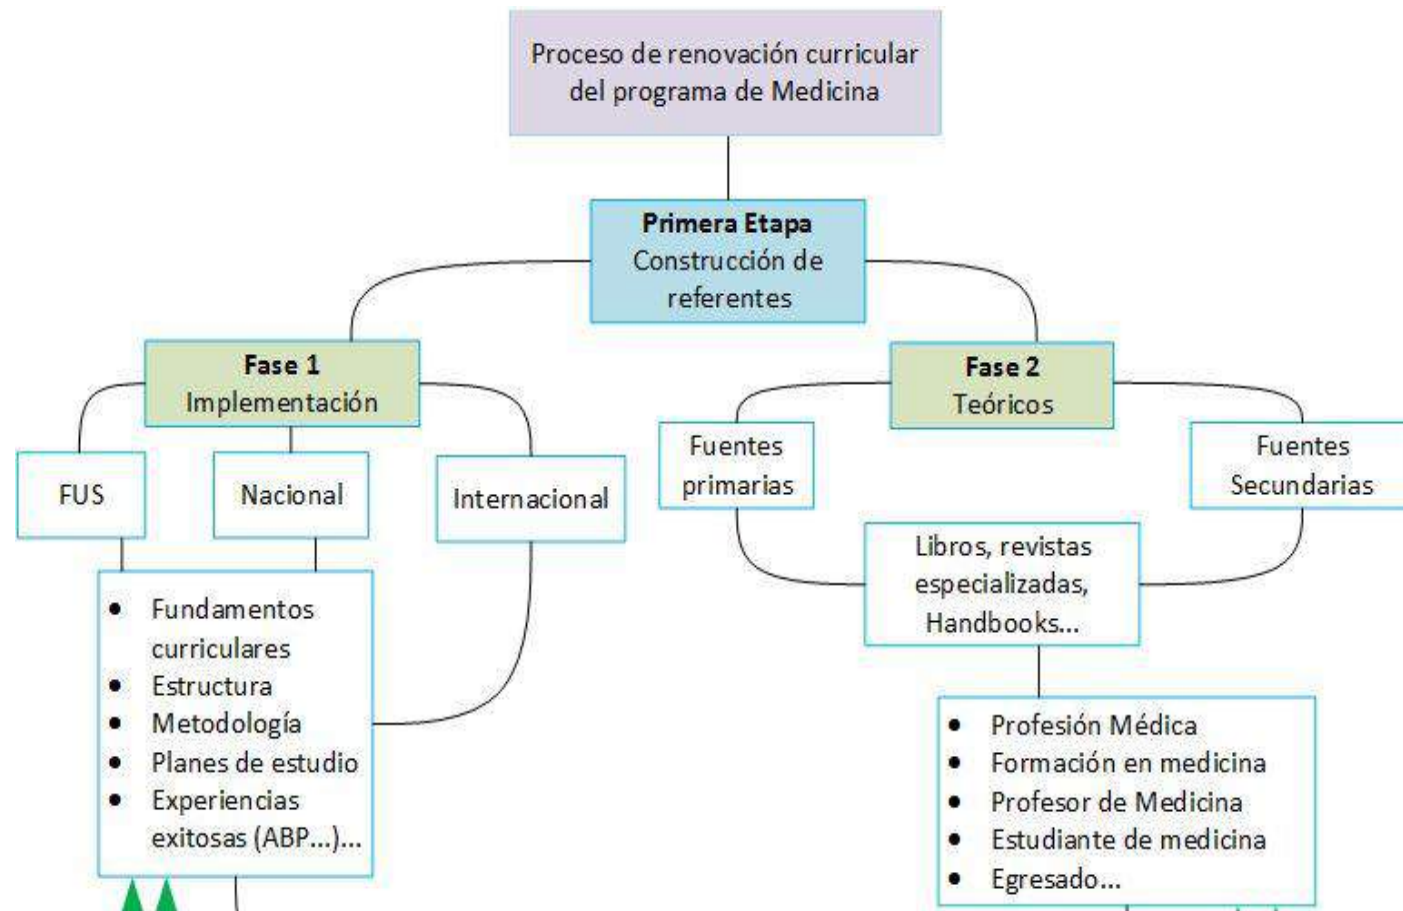 Proceso de renovación curricular
del programa de Medicina
Primera Etapa
Construcción de
referentes
Fase 1
Implementación
Fase 2
Teóricos
FUS
Nacional
Internacional
Fuentes
primarias
Fuentes
Secundarias
Libros, revistas
especializadas,
Handbooks...
• Fundamentos
curriculares
• Estructura
• Metodología
• Planes de estudio
• Experiencias
exitosas (ABP...)...
• Profesión Médica
• Formación en medicina
• Profesor de Medicina
• Estudiante de medicina
• Egresado...